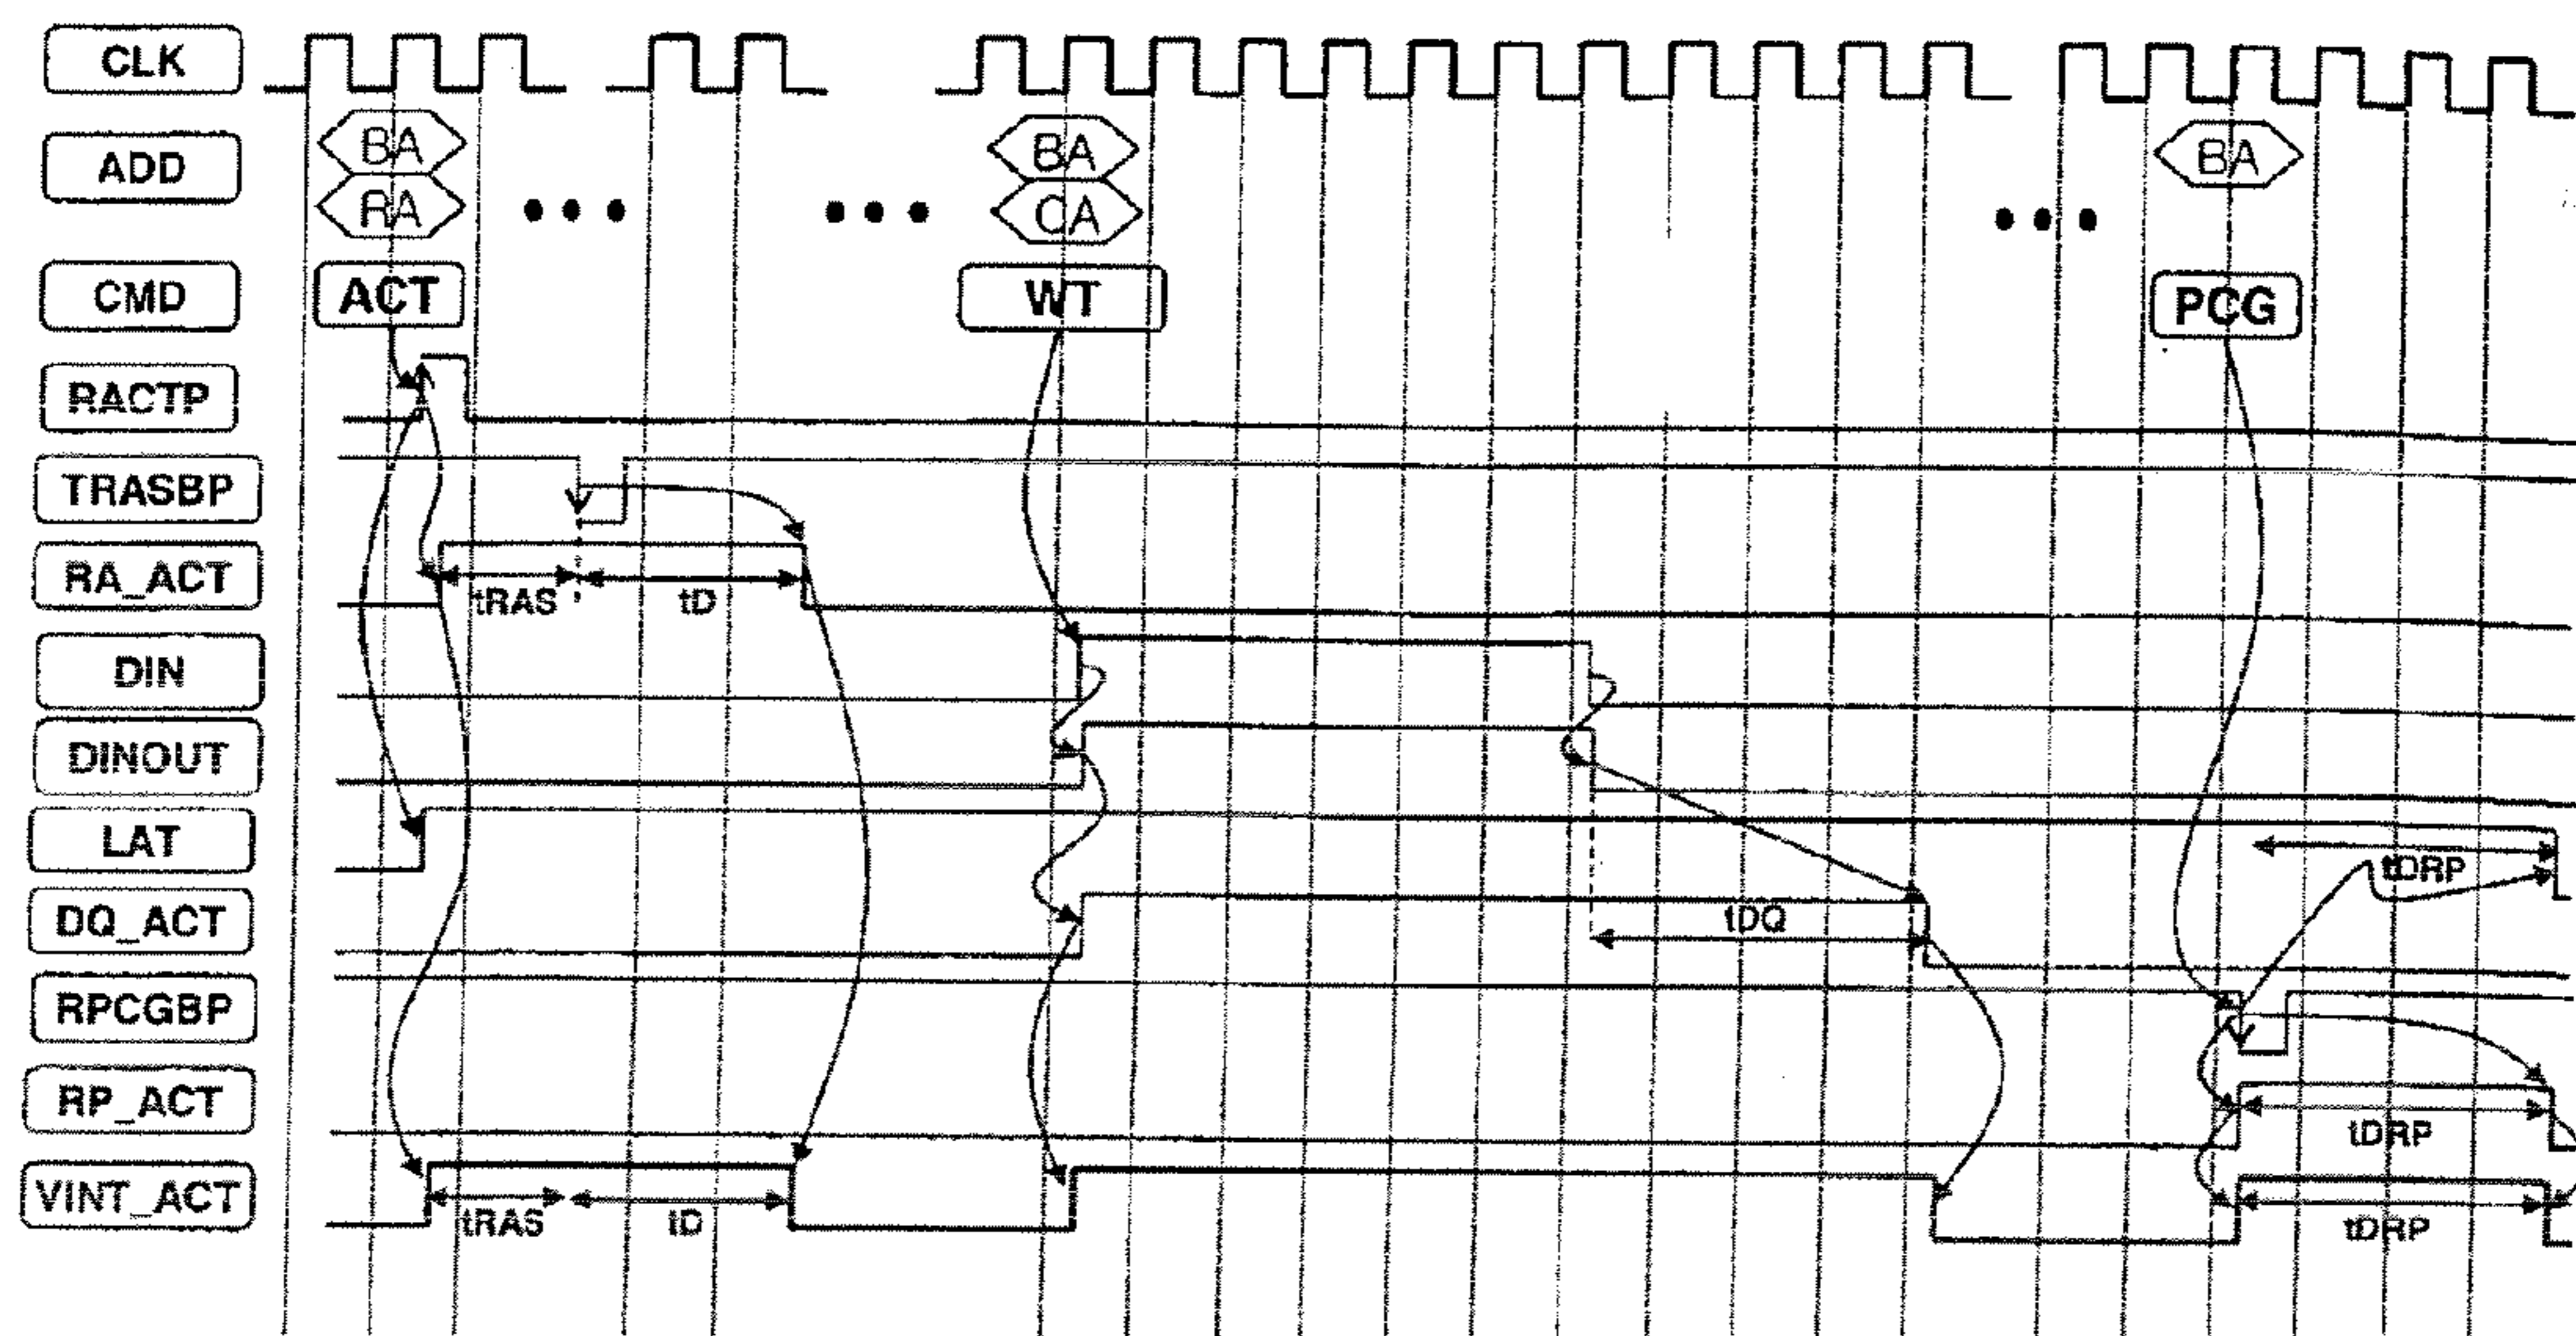 CLK
ADD
BA
RA
BA
CA
BA
CMD
ACT
WT
PCG
RACTP
TRASBP
RA_ACT
tRAS
tD
DIN
DINOUT
LAT
tDRP
DQ_ACT
tDQ
RPCGBP
RP_ACT
tDRP
VINT_ACT
tRAS
tD
tDRP